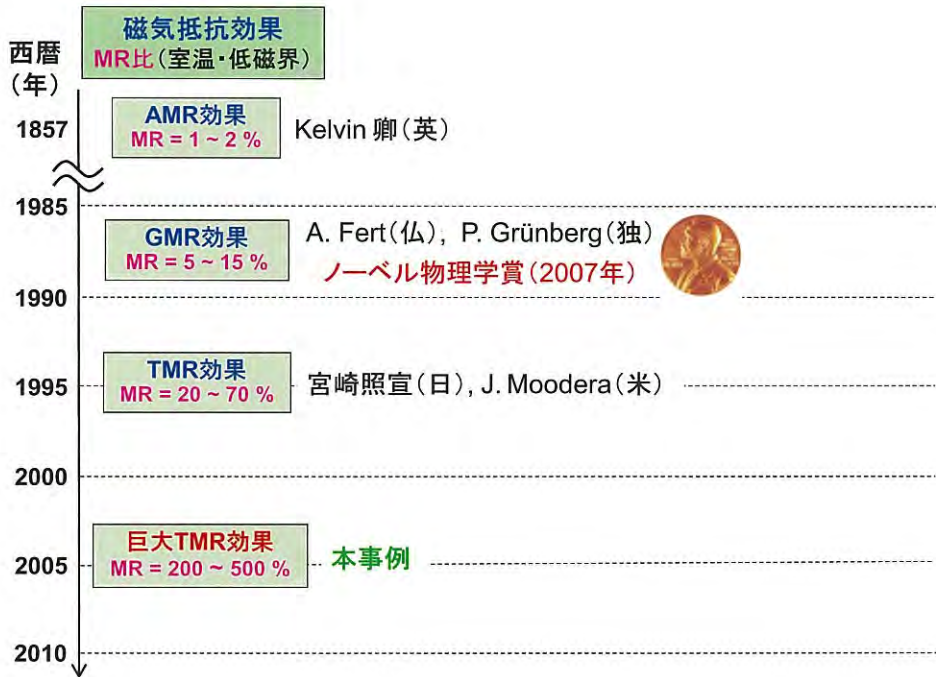 磁気抵抗効果
MR比(室温・低磁界)
西暦
(年)
AMR効果
MR = 1 ~ 2 %
1857
Kelvin 卿(英)
1985
GMR効果
MR = 5 ~ 15 %
A. Fert(仏), P. Grünberg(独)
ノーベル物理学賞(2007年)
1990
TMR効果
MR = 20 ~ 70 %
1995
宮崎照宣(日), J. Moodera(米)
2000
巨大TMR効果
MR = 200 ~ 500 %
2005
本事例
2010